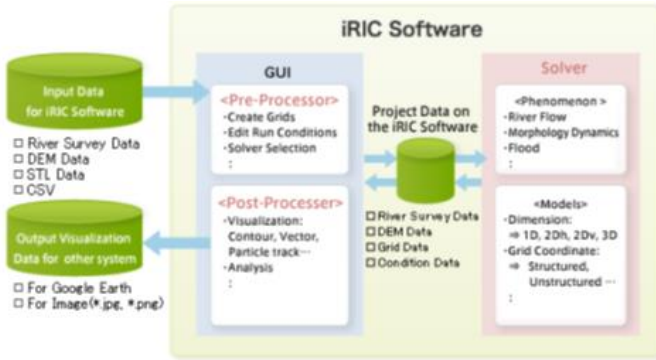 iRIC Software
Input Data
for iRIC Software
□ River Survey Data
□ DEM Data
□ STL Data
□ CSV
Output Visualization
Data for other system
□ For Google Earth
□ For Image(*.jpg, *.png)
GUI
<Pre-Processor>
-Create Grids
-Edit Run Conditions
-Solver Selection
:
<Post-Processer>
-Visualization:
Contour, Vector,
Particle track…
-Analysis
:
Project Data on
the iRIC Software
□ River Survey Data
□ DEM Data
□ Grid Data
□ Condition Data
Solver
<Phenomenon >
-River Flow
-Morphology Dynamics
-Flood
:
<Models>
-Dimension:
⇒ 1D, 2Dh, 2Dv, 3D
-Grid Coordinate:
⇒ Structured,
Unstructured …
: